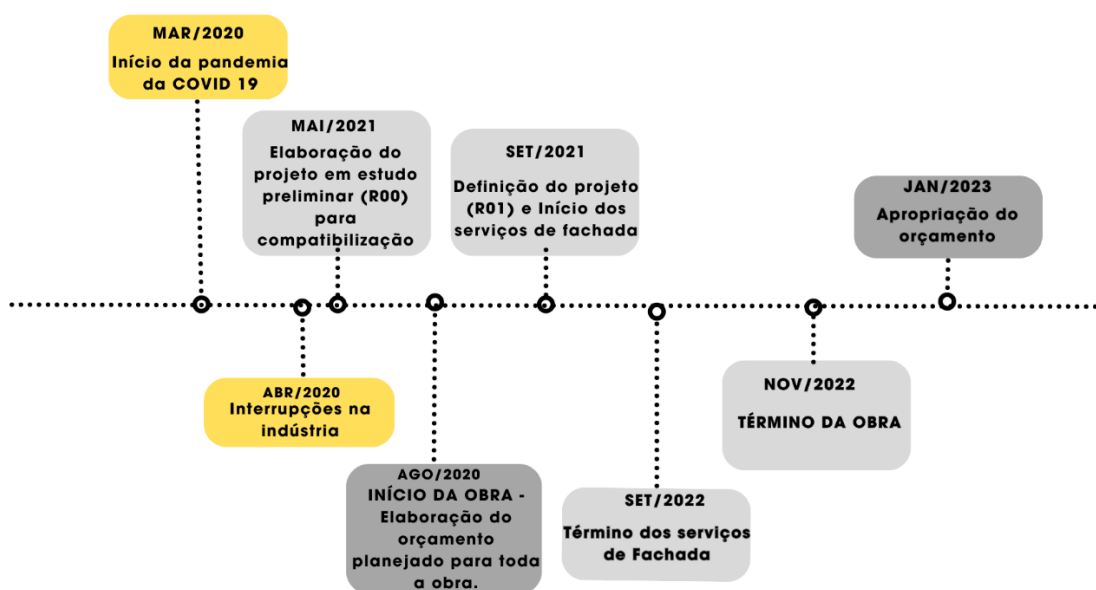 MAR/2020
Início da pandemia
da COVID 19
MAI/2021
Elaboração do
projeto em estudo
preliminar (R00)
para
compatibilização
SET/2021
Definição do projeto
(R01) e Início dos
serviços de fachada
JAN/2023
Apropriação do
orçamento
ABR/2020
Interrupções na
indústria
AGO/2020
INÍCIO DA OBRA -
Elaboração do
orçamento
planejado para toda
a obra.
SET/2022
Término dos serviços
de Fachada
NOV/2022
TÉRMINO DA OBRA